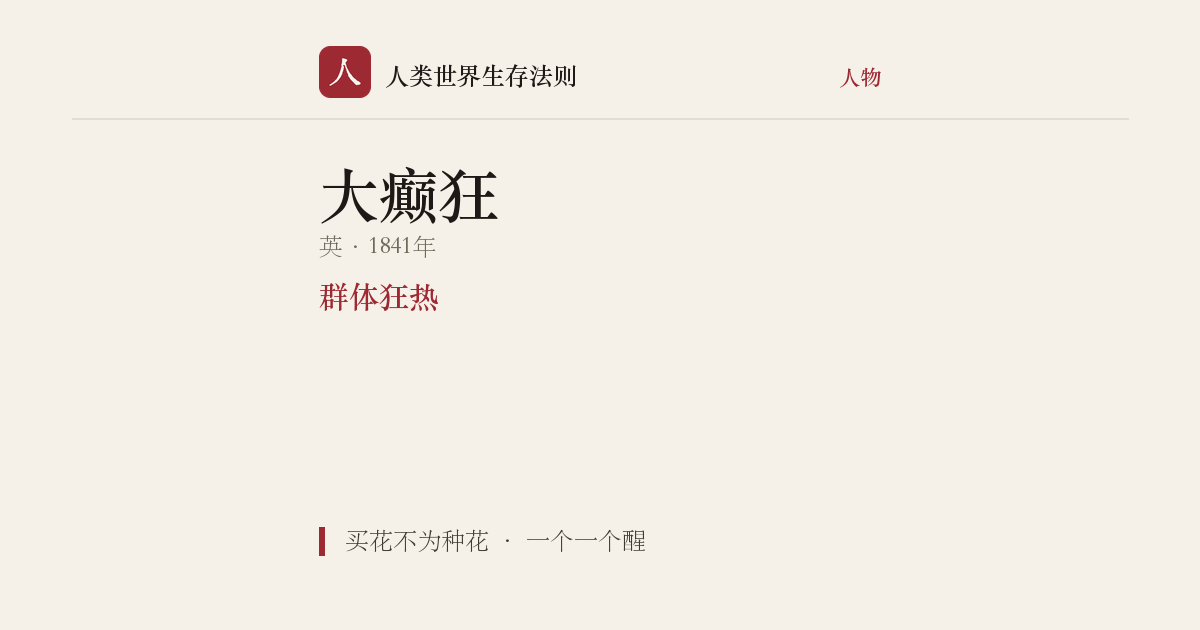 人 人类世界生存法则 人物
大癫狂
英 · 1841年
群体狂热
买花不为种花 · 一个一个醒